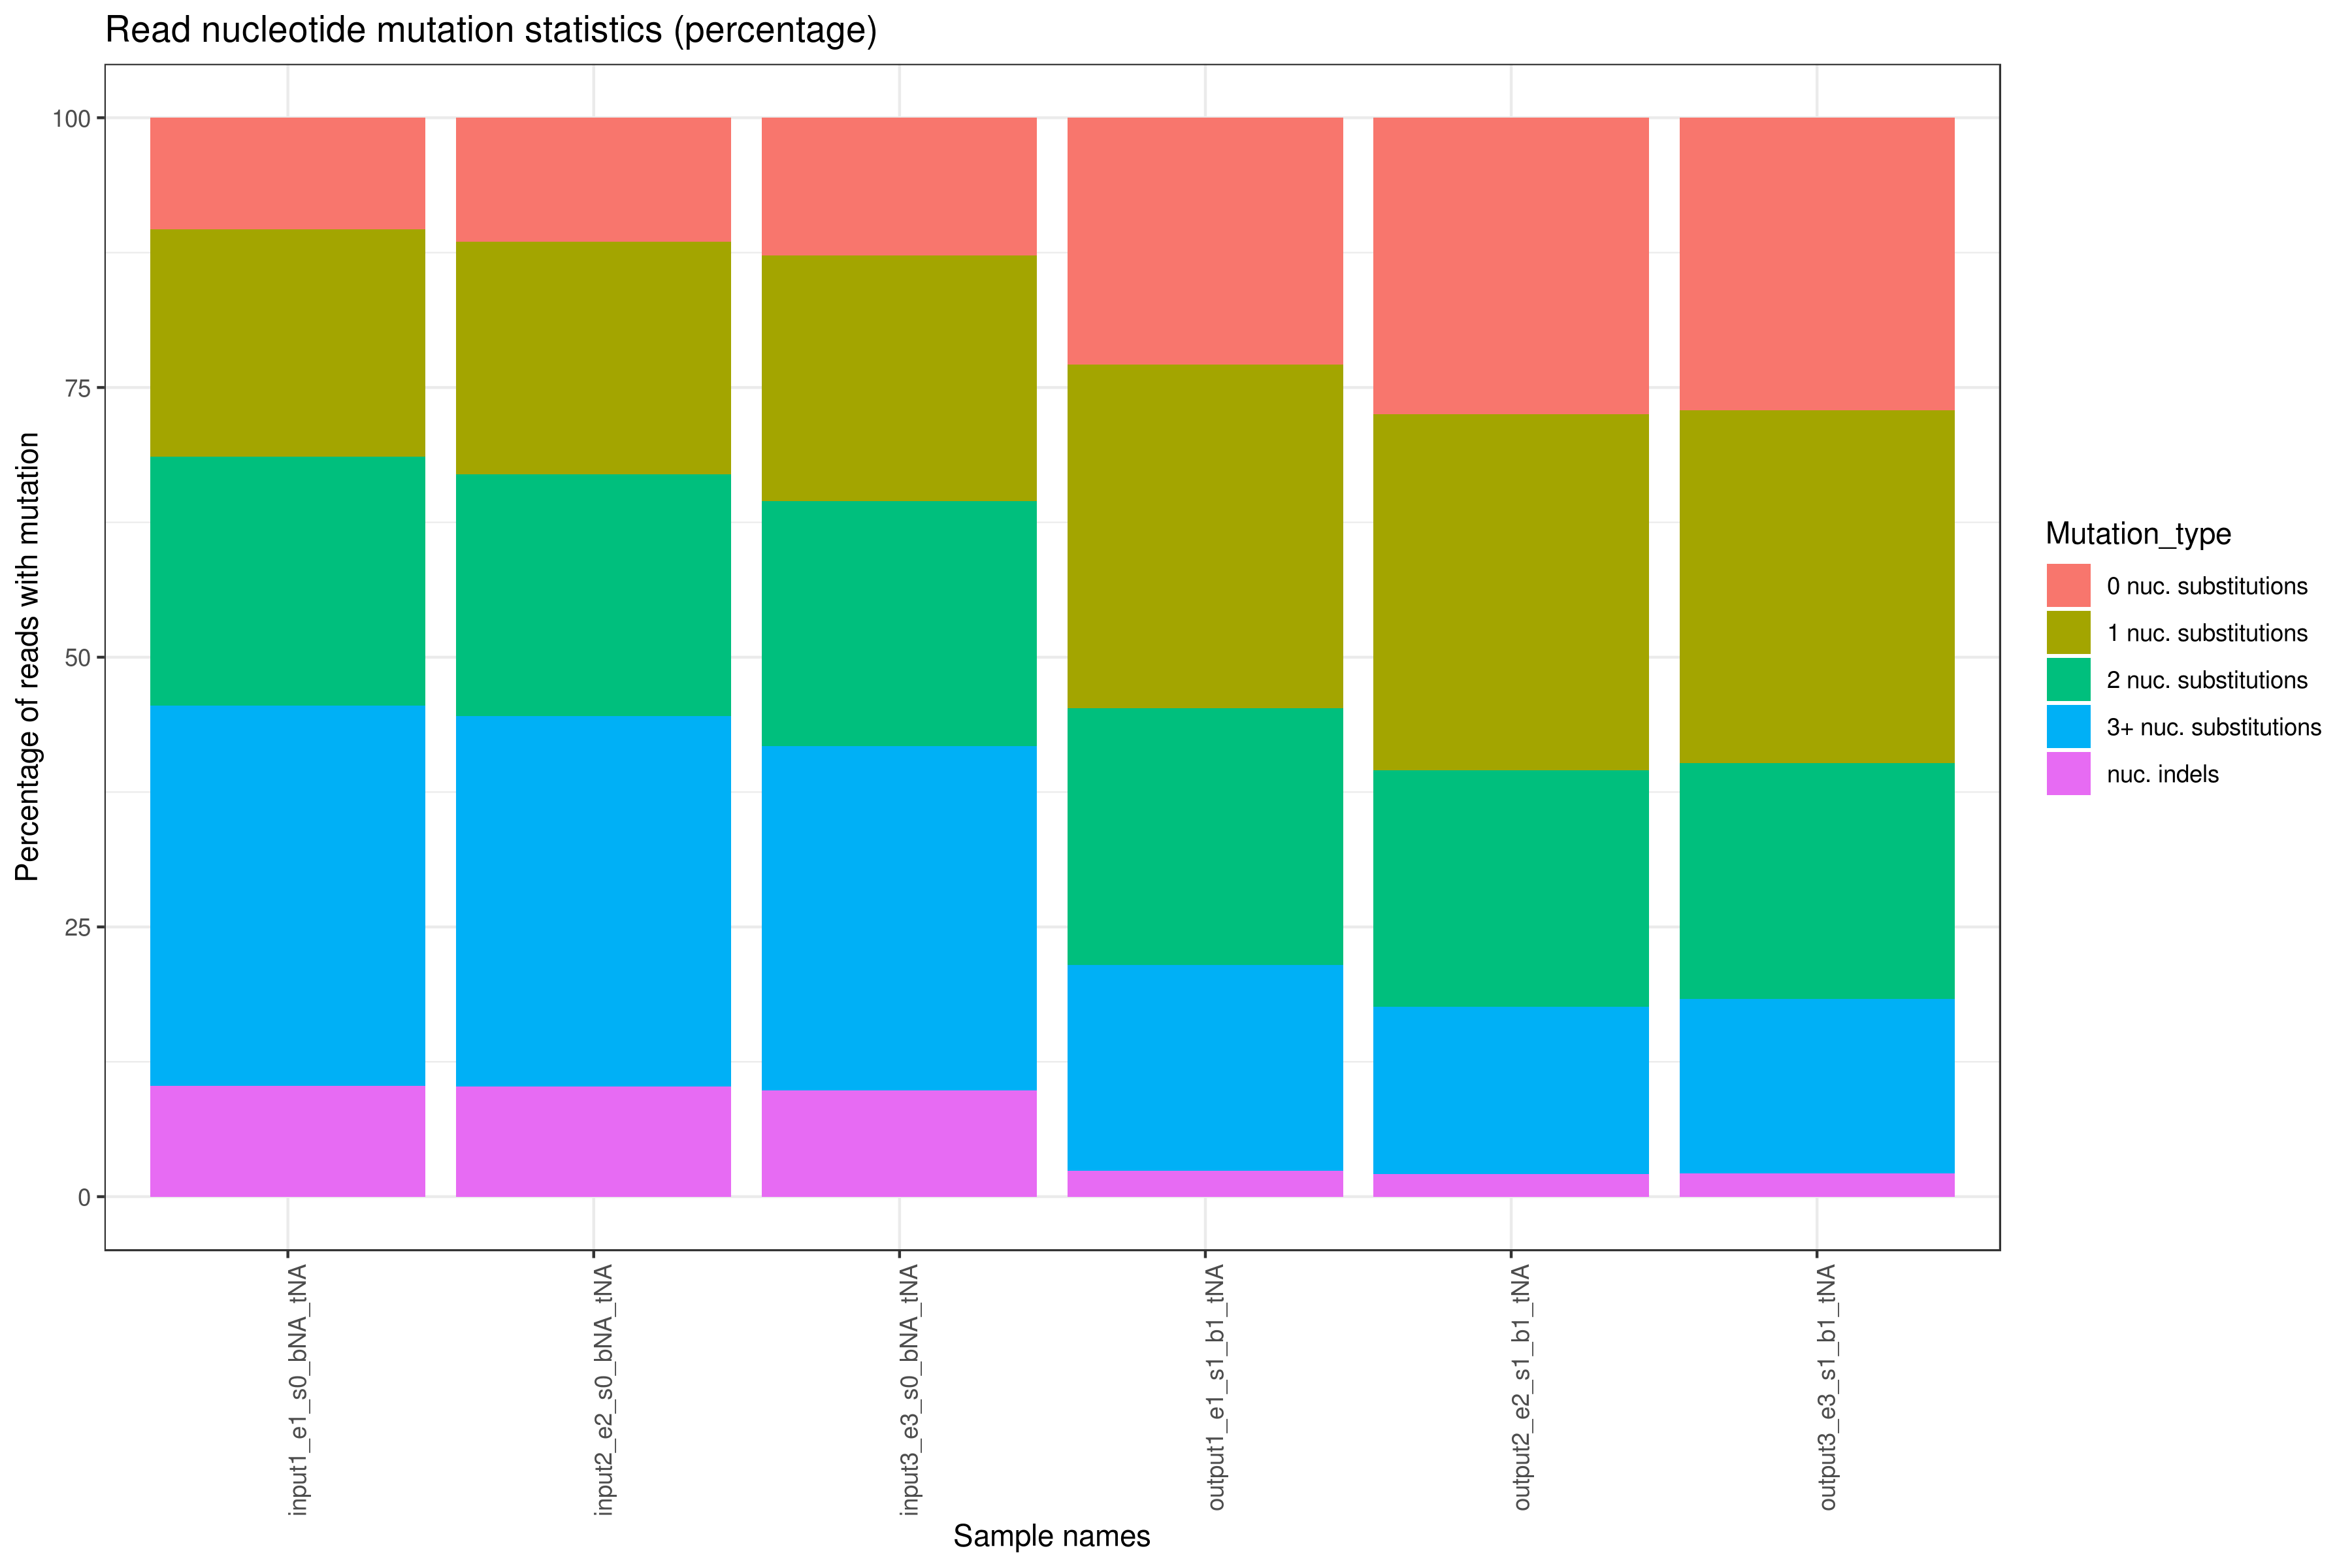 Read nucleotide mutation statistics (percentage)
Percentage of reads with mutation
100
75
50
25
0
input1_e1_s0_bNA_tNA
input2_e2_s0_bNA_tNA
input3_e3_s0_bNA_tNA
output1_e1_s1_b1_tNA
output2_e2_s1_b1_tNA
output3_e3_s1_b1_tNA
Sample names
Mutation_type
0 nuc. substitutions
1 nuc. substitutions
2 nuc. substitutions
3+ nuc. substitutions
nuc. indels